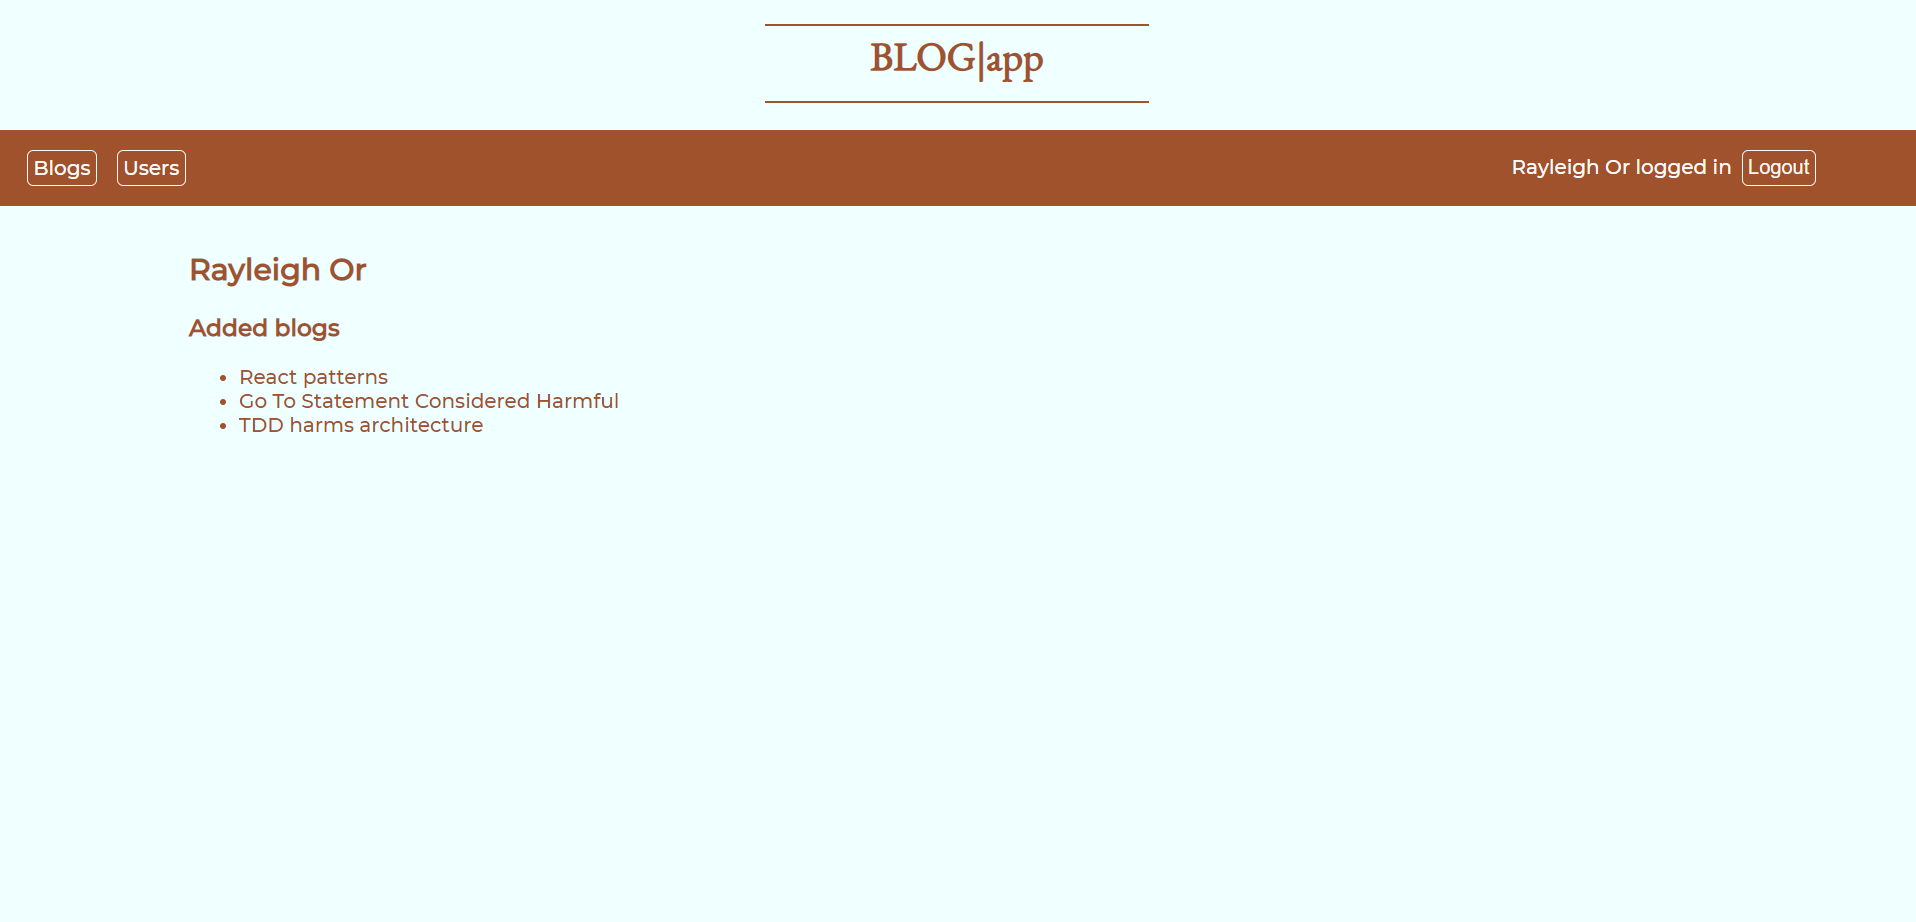 BLOG|app
Blogs Users Rayleigh Or logged in Logout
Rayleigh Or
Added blogs
React patterns
Go To Statement Considered Harmful
TDD harms architecture